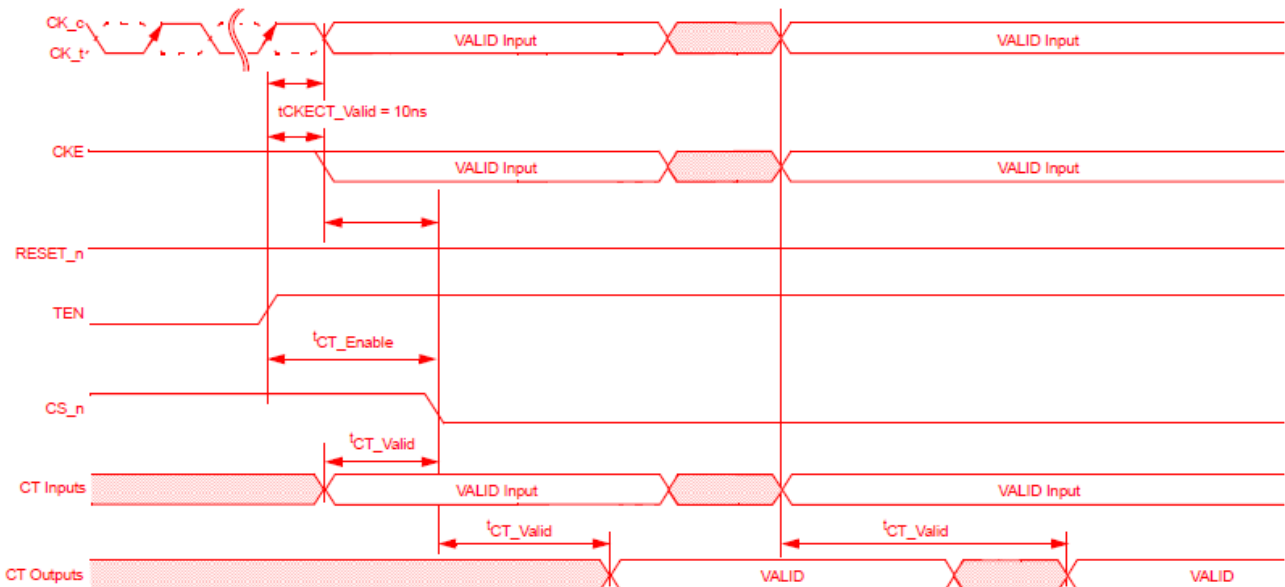 CK_c
VALID Input
VALID Input
CK_t
tCKECT_Valid = 10ns
CKE
VALID Input
VALID Input
RESET_n
TEN
tCT_Enable
CS_n
tCT_Valid
CT Inputs
VALID Input
VALID Input
tCT_Valid
tCT_Valid
CT Outputs
VALID
VALID